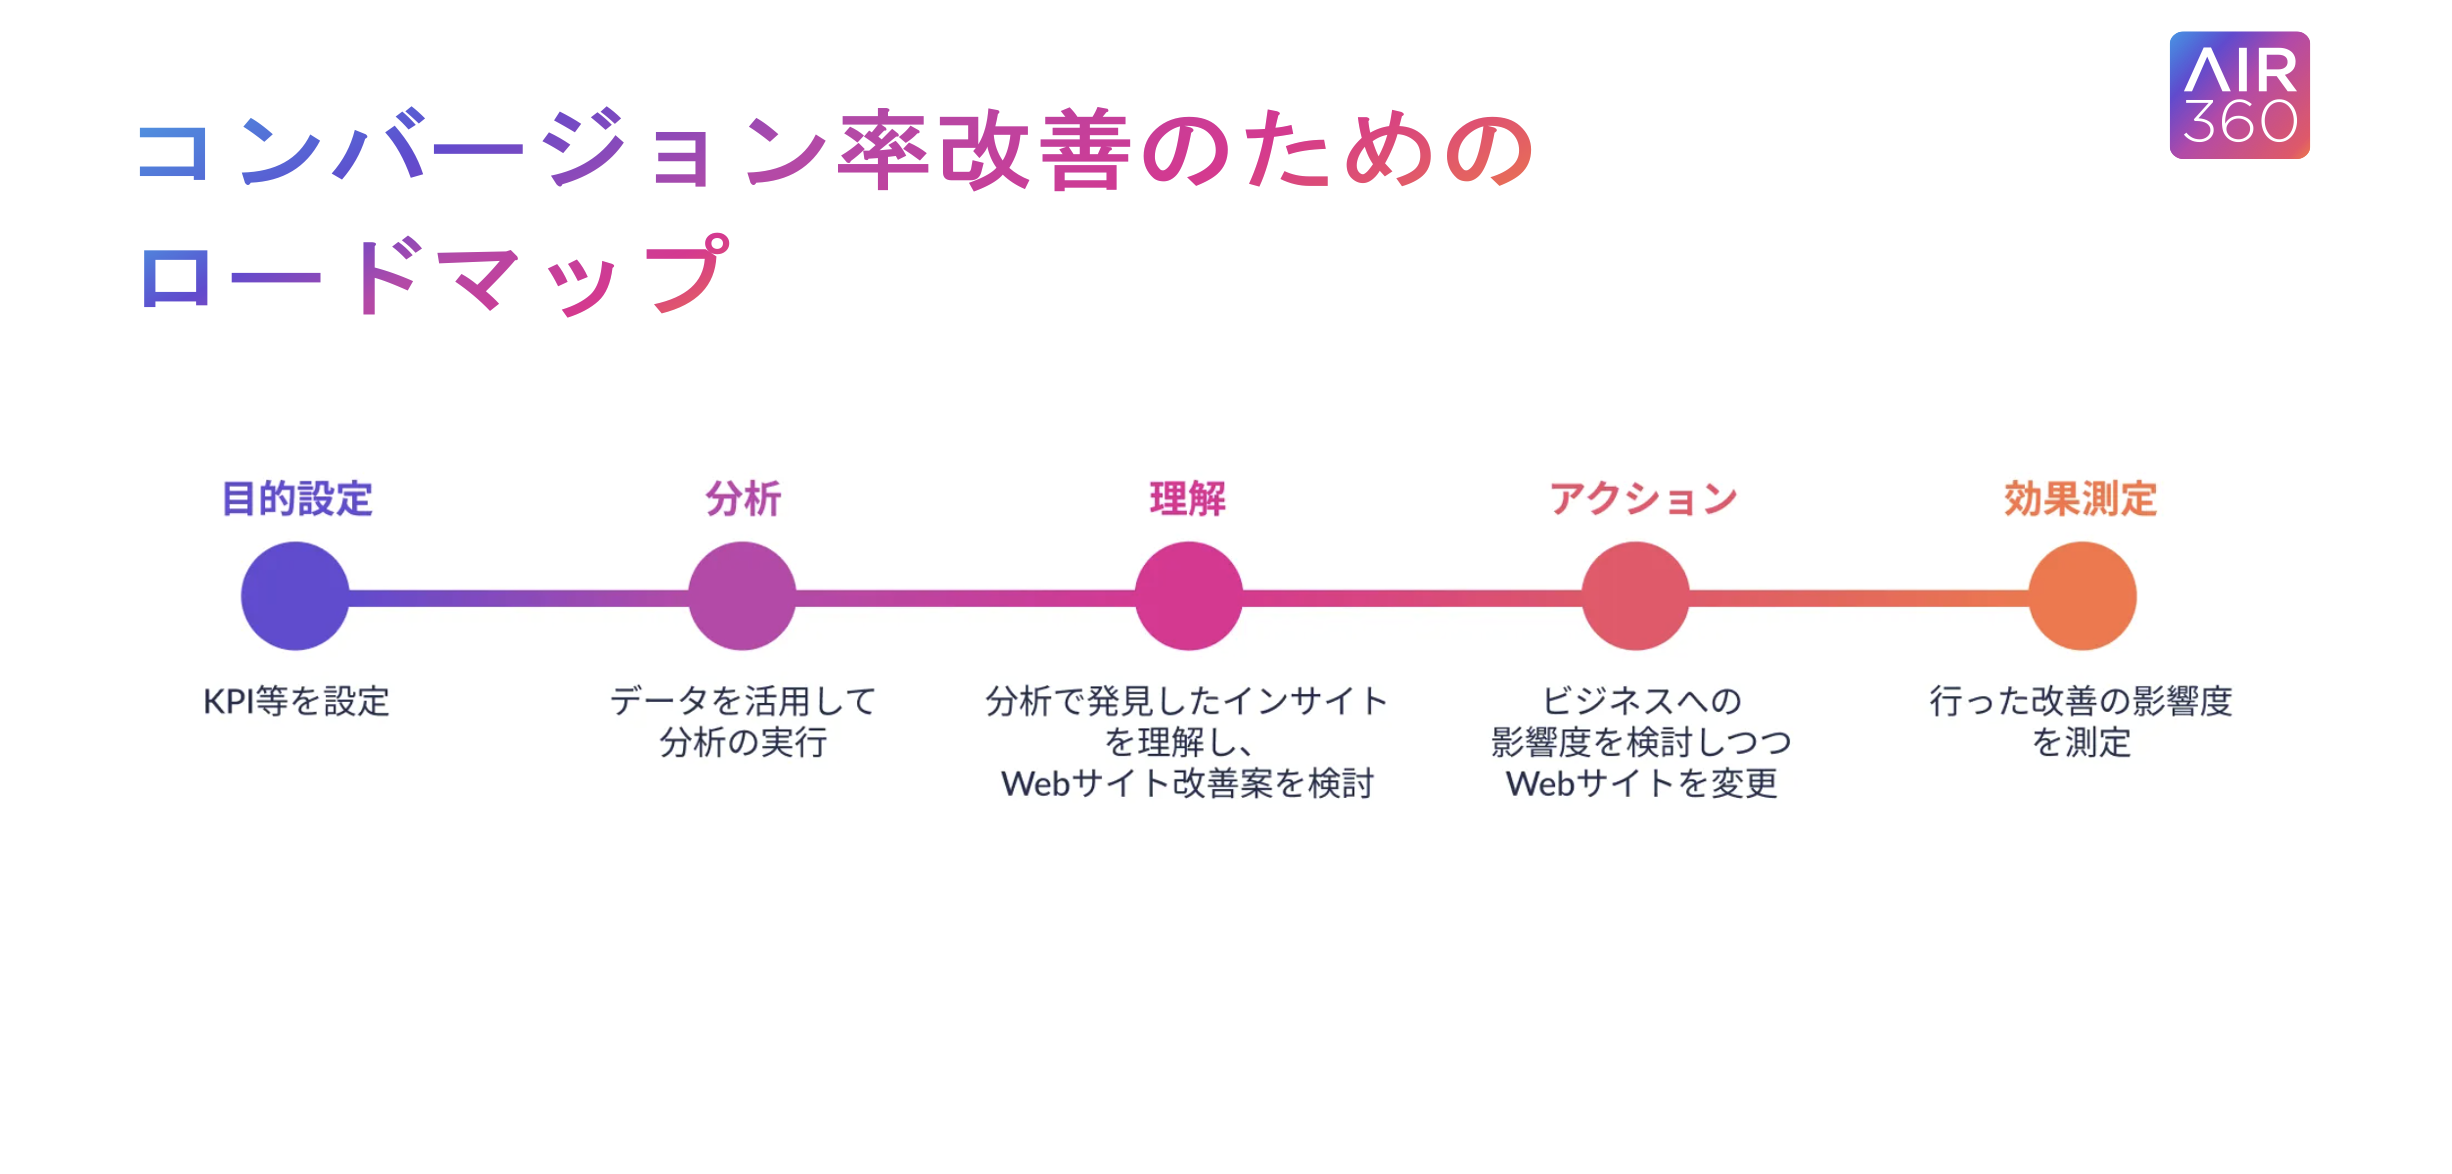 コンバージョン率改善のための
ロードマップ
AIR
360
目的設定
KPI等を設定
分析
データを活用して
分析の実行
理解
分析で発見したインサイト
を理解し、
Webサイト改善案を検討
アクション
ビジネスへの
影響度を検討しつつ
Webサイトを変更
効果測定
行った改善の影響度
を測定